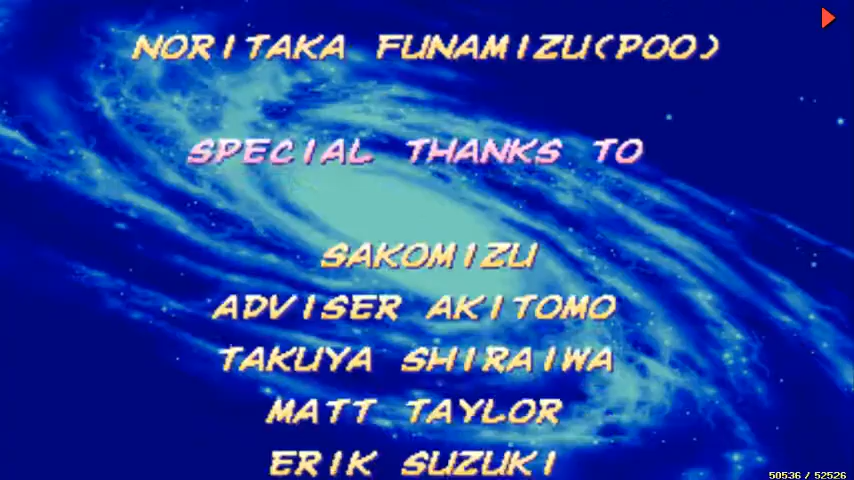 NORITAKA FUNAMIZU(POO)
SPECIAL THANKS TO
SAKOMIZU
ADVISER AKITOMO
TAKUYA SHIRAIWA
MATT TAYLOR
ERIK SUZUKI
50536 / 52526